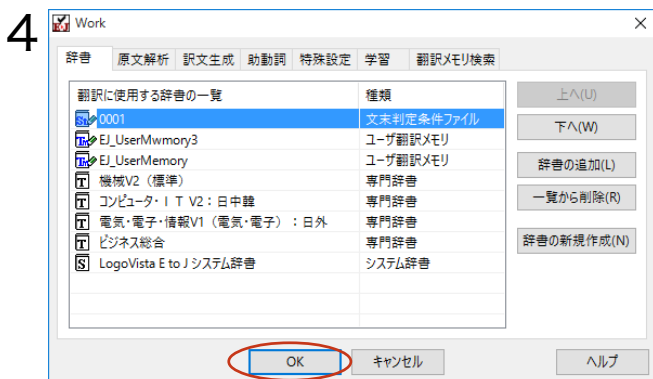 4
Work
辞書 原文解析 訳文生成 助動詞 特殊設定 学習 翻訳メモリ検索
翻訳に使用する辞書の一覧 種類
0001 文末判定条件ファイル
EJ_UserMwmory3 ユーザ翻訳メモリ
EJ_UserMemory ユーザ翻訳メモリ
機械V2（標準） 専門辞書
コンピュータ・ＩＴ V2：日中韓 専門辞書
電気・電子・情報V1（電気・電子）：日外 専門辞書
ビジネス総合 専門辞書
LogoVista E to J システム辞書 システム辞書
上へ(U)
下へ(W)
辞書の追加(L)
一覧から削除(R)
辞書の新規作成(N)
OK キャンセル ヘルプ